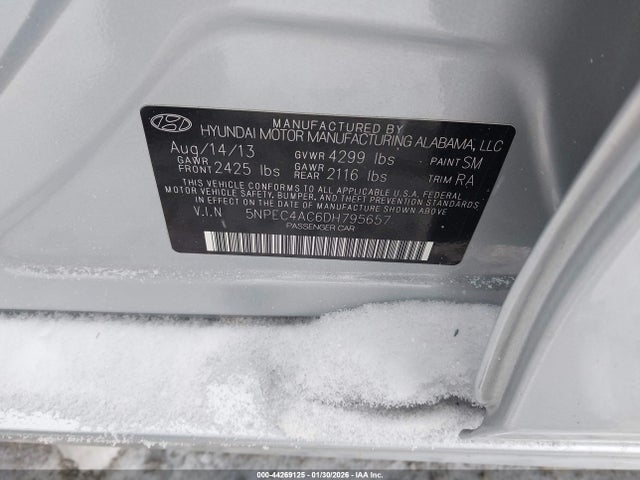 MANUFACTURED BY
HYUNDAI MOTOR MANUFACTURING ALABAMA, LLC
Aug/14/13 GVWR 4299 lbs PAINT SM
GAWR FRONT 2425 lbs GAWR REAR 2116 lbs TRIM RA
THIS VEHICLE CONFORMS TO ALL APPLICABLE U.S.A. FEDERAL
MOTOR VEHICLE SAFETY, BUMPER, AND THEFT PREVENTION STANDARDS
IN EFFECT ON THE DATE OF MANUFACTURE SHOWN ABOVE.
V.I.N 5NPEC4AC6DH795657
PASSENGER CAR
000-44269125 - 01/30/2026 - IAAI.COM